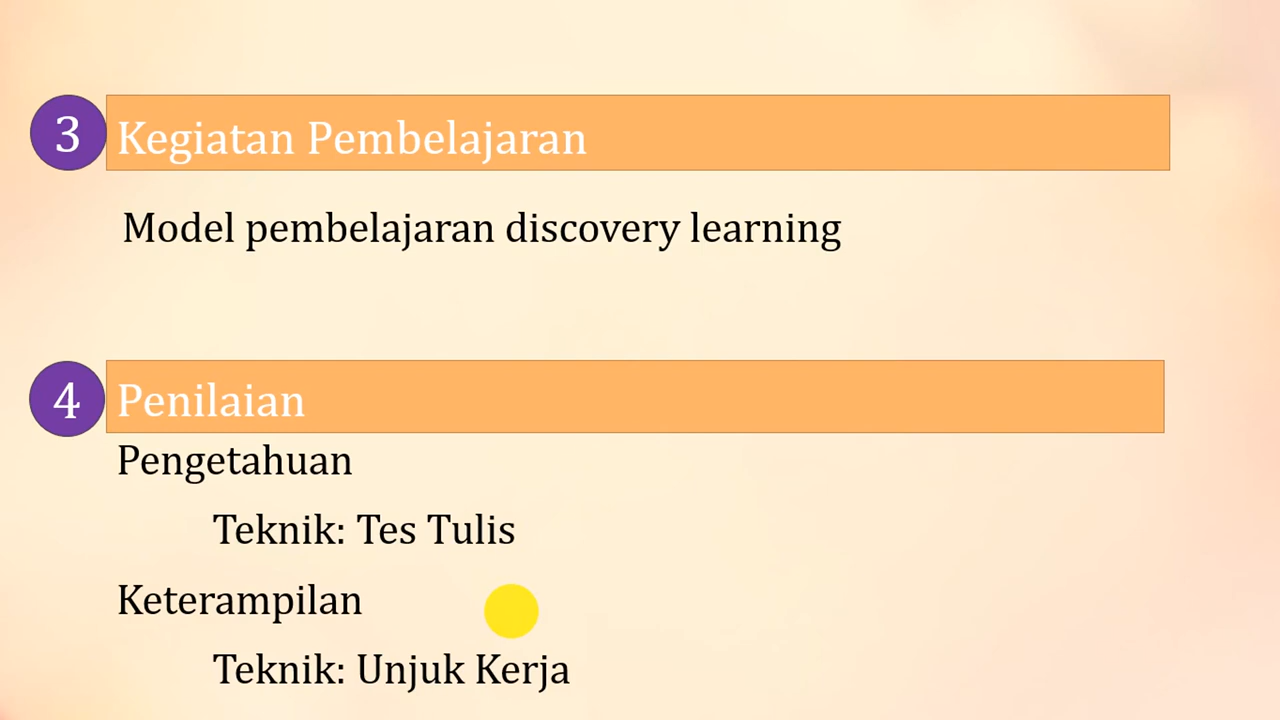 3 Kegiatan Pembelajaran
Model pembelajaran discovery learning
4 Penilaian
Pengetahuan
Teknik: Tes Tulis
Keterampilan
Teknik: Unjuk Kerja